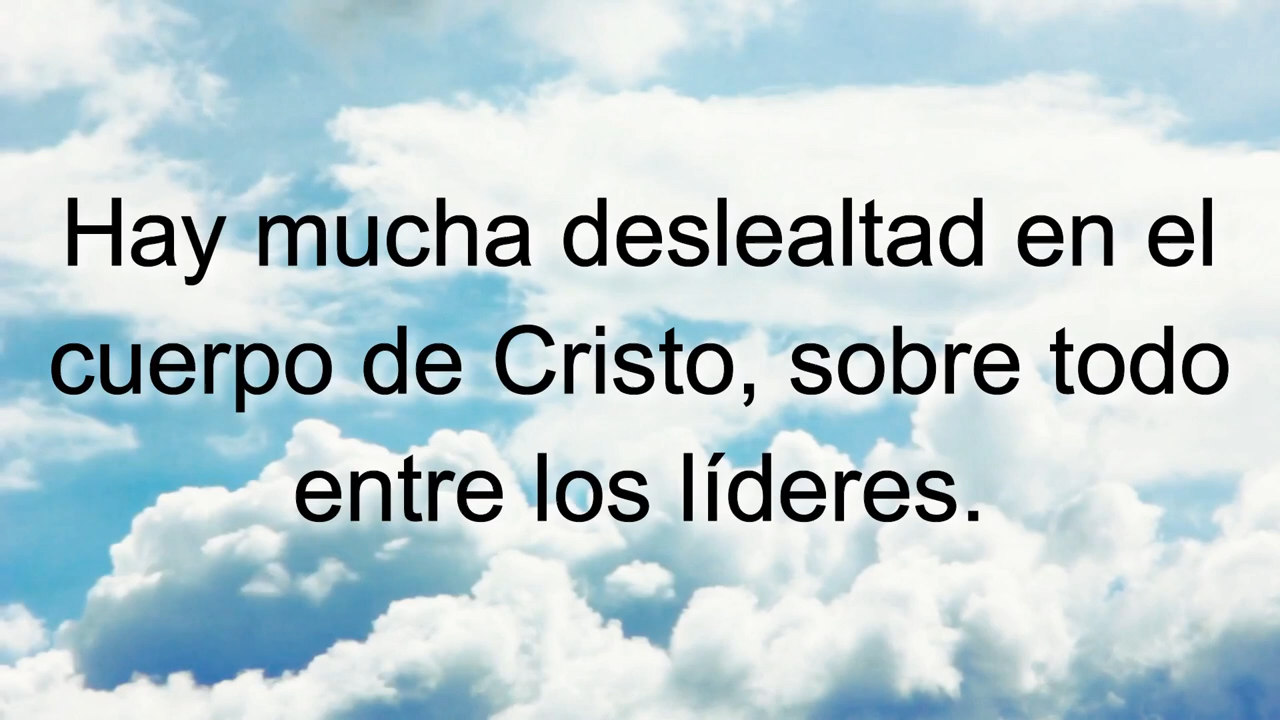 Hay mucha deslealtad en el
cuerpo de Cristo, sobre todo
entre los líderes.